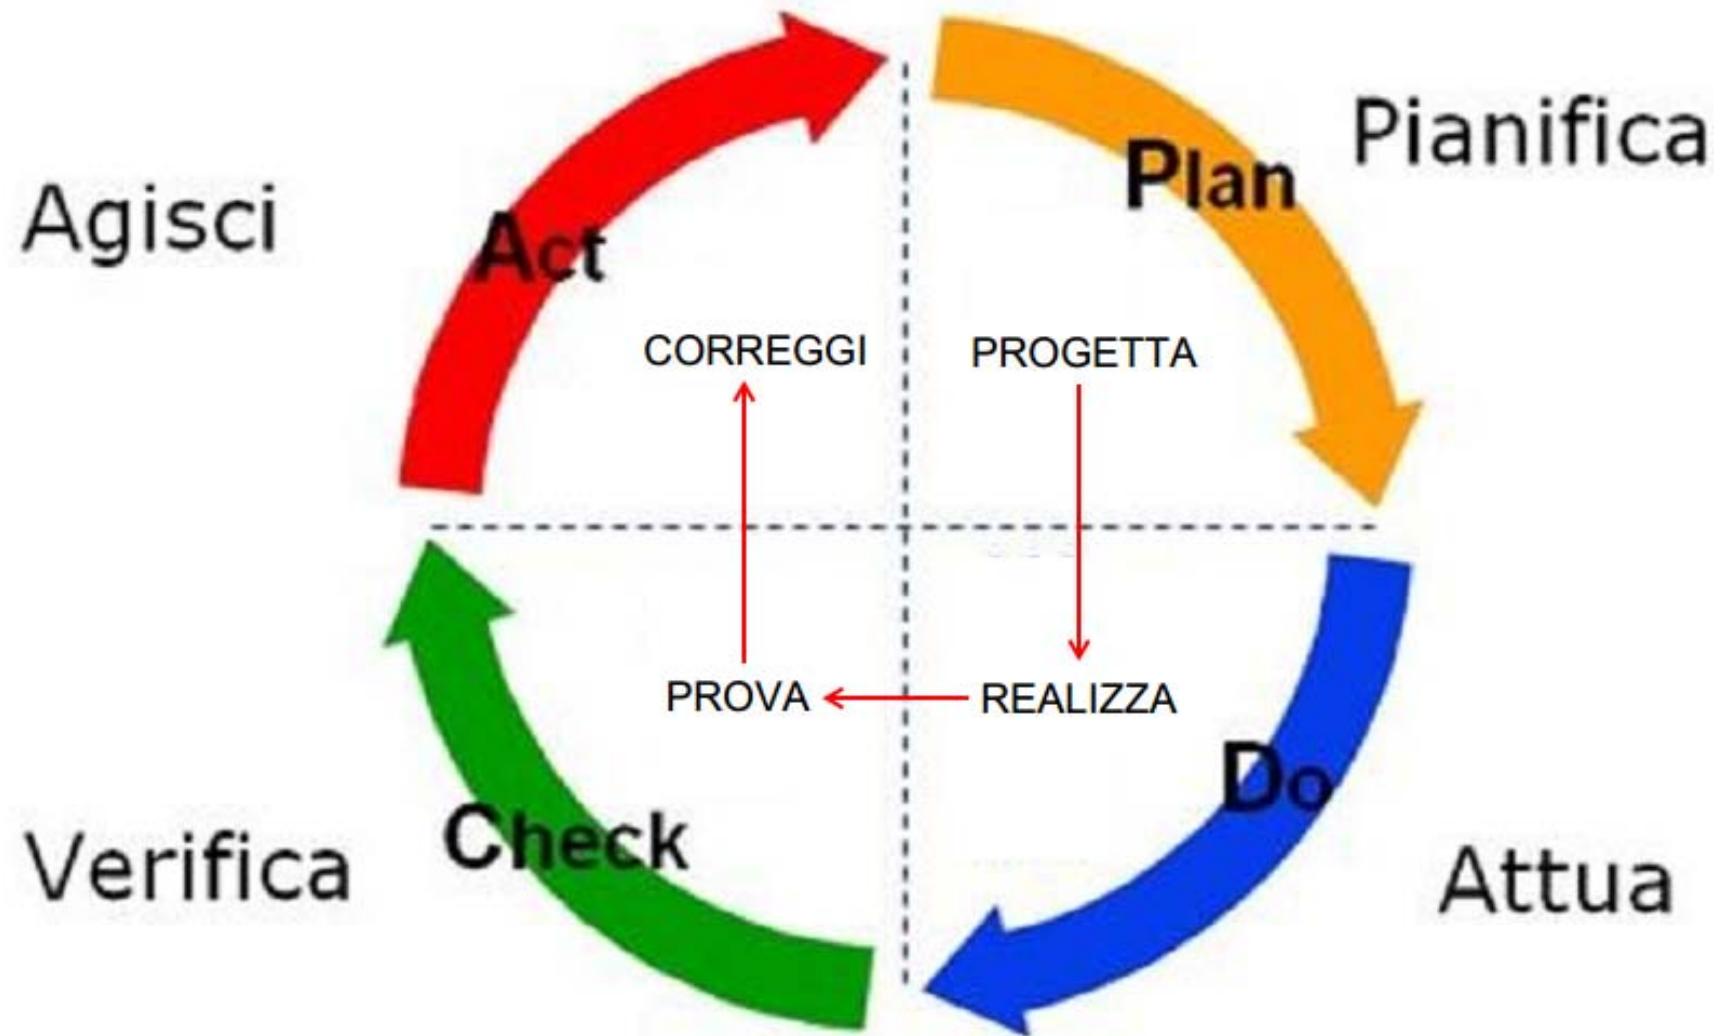 Pianifica
Plan
Agisci
Act
CORREGGI
PROGETTA
PROVA
REALIZZA
Do
Check
Verifica
Attua